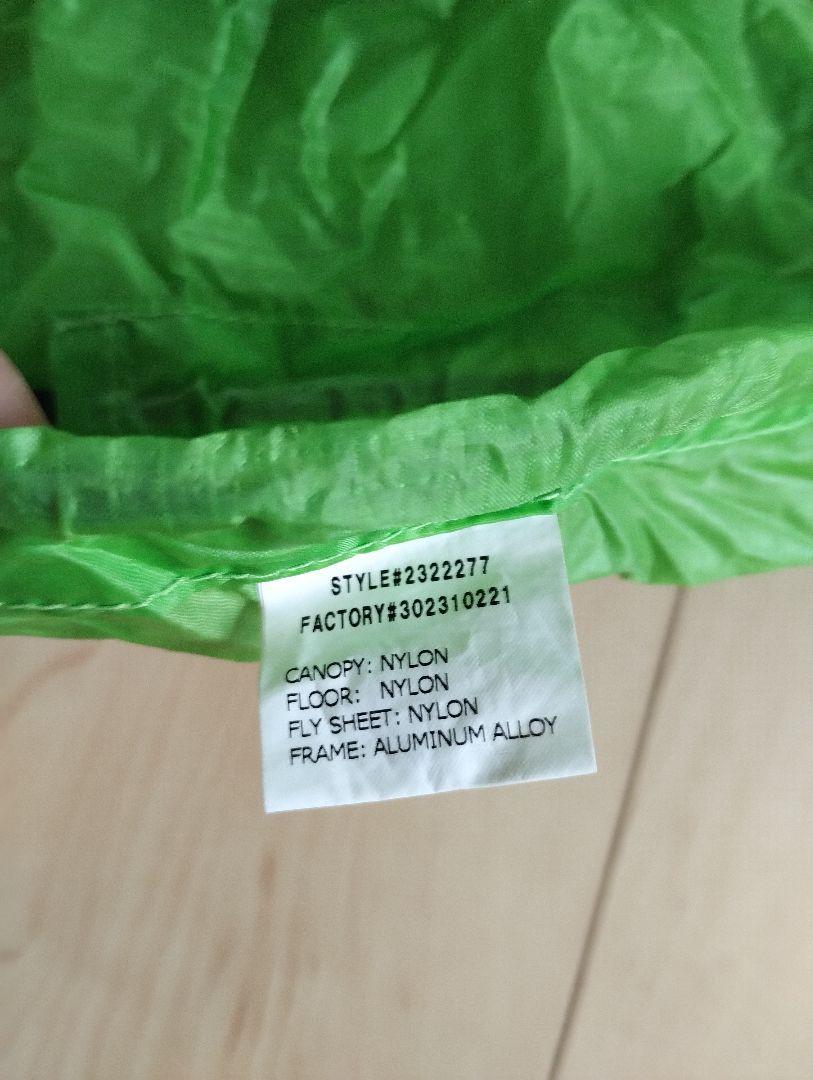 STYLE#2322277
FACTORY#302310221
CANOPY: NYLON
FLOOR: NYLON
FLY SHEET: NYLON
FRAME: ALUMINUM ALLOY